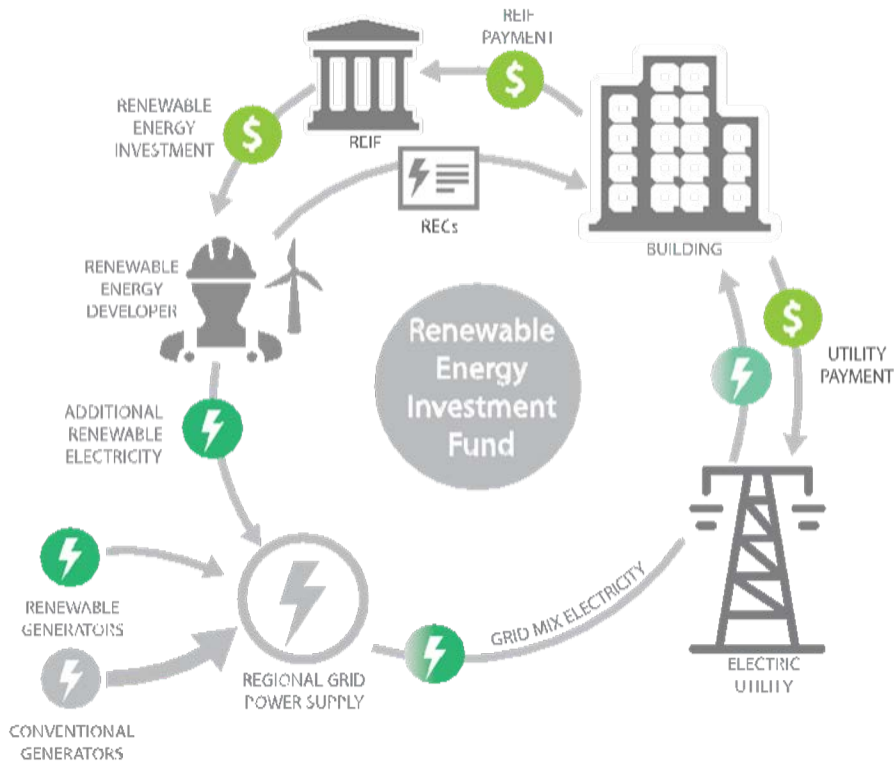 REIF
PAYMENT
RENEWABLE
ENERGY
INVESTMENT
REIF
RECs
BUILDING
RENEWABLE
ENERGY
DEVELOPER
Renewable
Energy
Investment
Fund
UTILITY
PAYMENT
ADDITIONAL
RENEWABLE
ELECTRICITY
RENEWABLE
GENERATORS
GRID MIX ELECTRICITY
REGIONAL GRID
POWER SUPPLY
ELECTRIC
UTILITY
CONVENTIONAL
GENERATORS